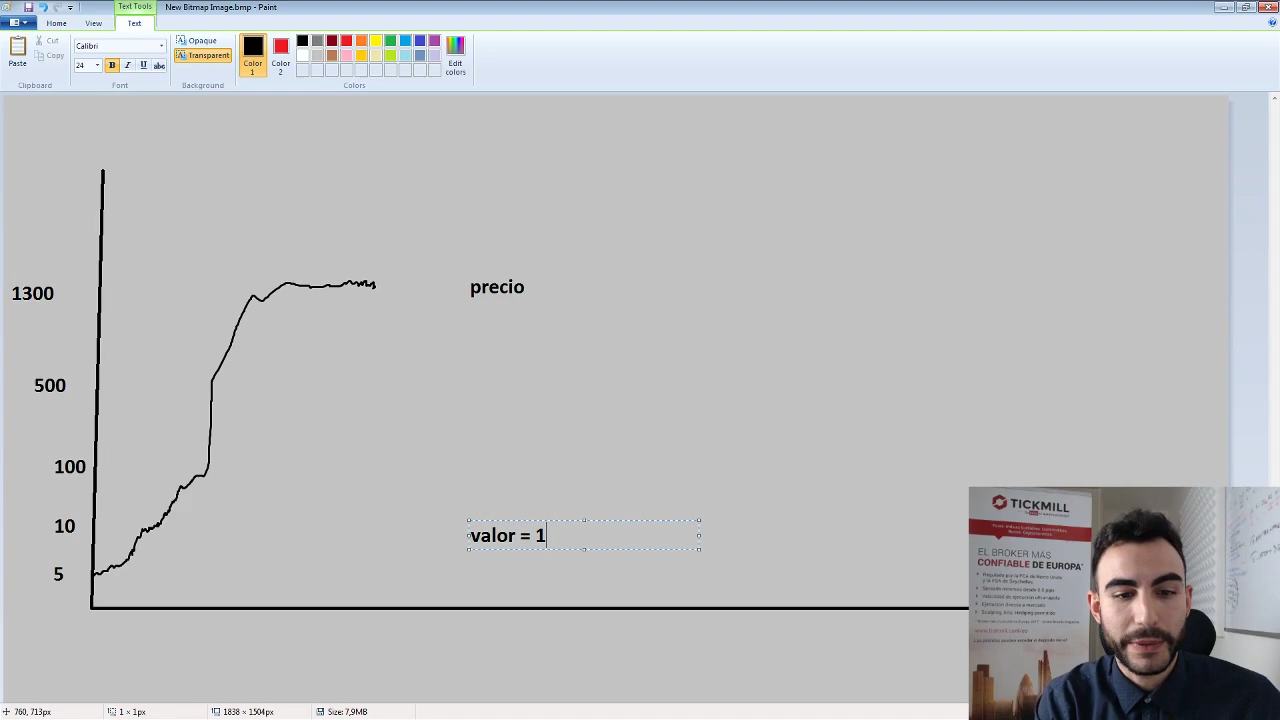 New Bitmap Image.bmp - Paint
Text Tools
Home
View
Text
Paste
Cut
Copy
Clipboard
Calibri
24
B I U abc
Font
Opaque
Transparent
Background
Color 1
Color 2
Edit colors
Colors
1300
500
100
10
5
precio
valor = 1
TICKMILL
EL BROKER MÁS
CONFIABLE DE EUROPA*
760, 713px
1 × 1px
1838 × 1504px
Size: 7,9MB